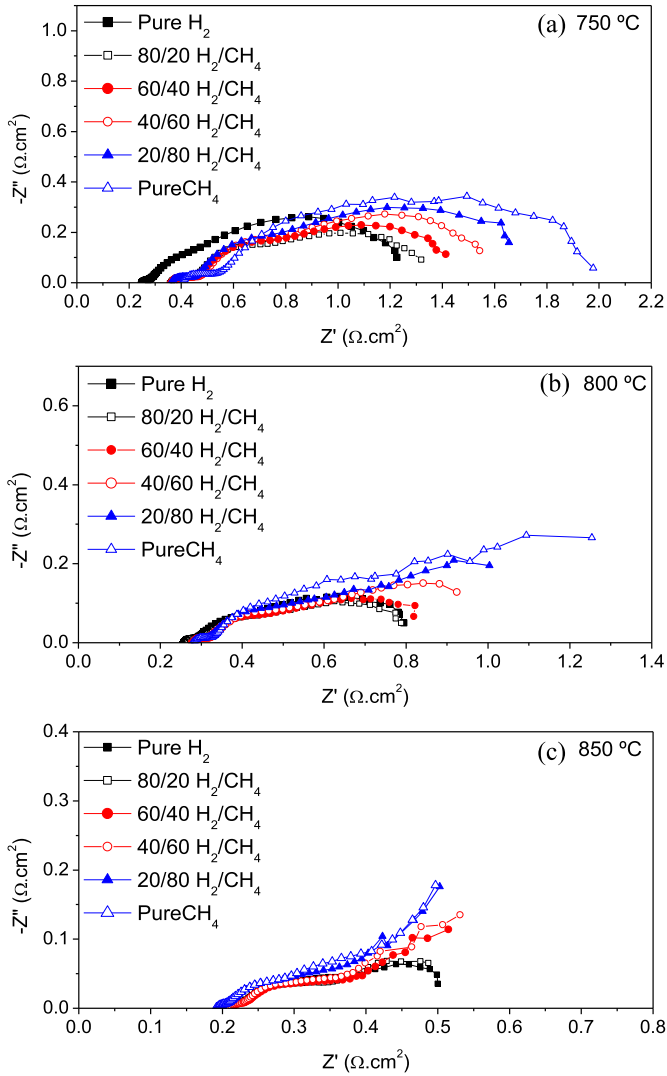 (a) 750 ºC
Pure H2
80/20 H2/CH4
60/40 H2/CH4
40/60 H2/CH4
20/80 H2/CH4
PureCH4
-Z" (Ω.cm2)
1.0
0.8
0.6
0.4
0.2
0.0
0.0 0.2 0.4 0.6 0.8 1.0 1.2 1.4 1.6 1.8 2.0 2.2
Z' (Ω.cm2)
(b) 800 ºC
Pure H2
80/20 H2/CH4
60/40 H2/CH4
40/60 H2/CH4
20/80 H2/CH4
PureCH4
-Z" (Ω.cm2)
0.6
0.4
0.2
0.0
0.0 0.2 0.4 0.6 0.8 1.0 1.2 1.4
Z' (Ω.cm2)
(c) 850 ºC
Pure H2
80/20 H2/CH4
60/40 H2/CH4
40/60 H2/CH4
20/80 H2/CH4
PureCH4
-Z" (Ω.cm2)
0.4
0.3
0.2
0.1
0.0
0.0 0.1 0.2 0.3 0.4 0.5 0.6 0.7 0.8
Z' (Ω.cm2)